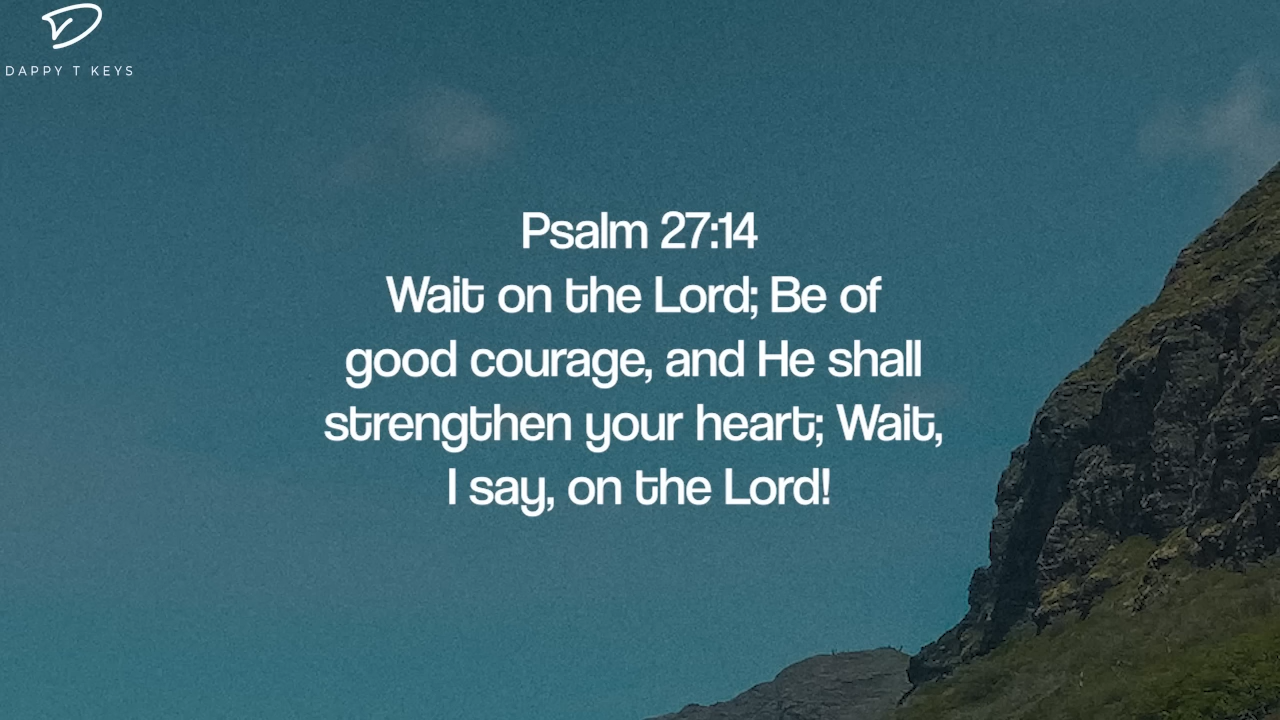 DAPPY T KEYS
Psalm 27:14
Wait on the Lord; Be of
good courage, and He shall
strengthen your heart; Wait,
I say, on the Lord!